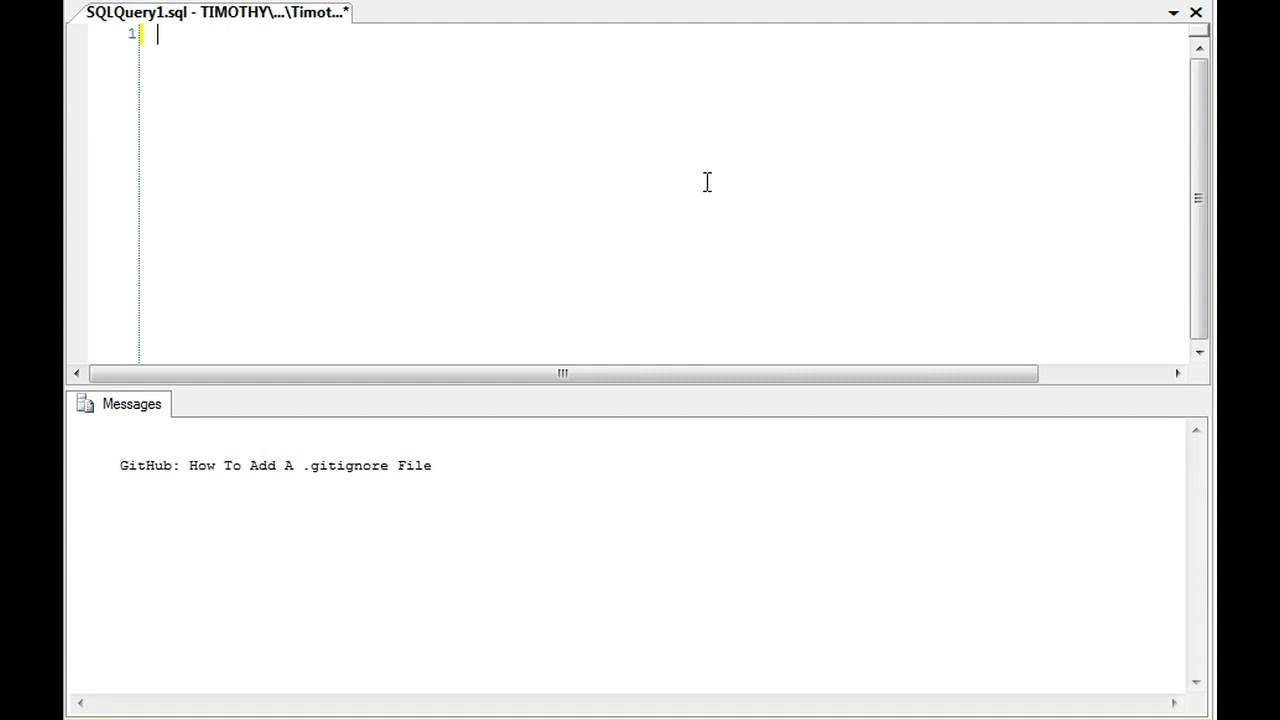 SQLQuery1.sql - TIMOTHY\...\Timot...*
1
Messages
GitHub: How To Add A .gitignore File